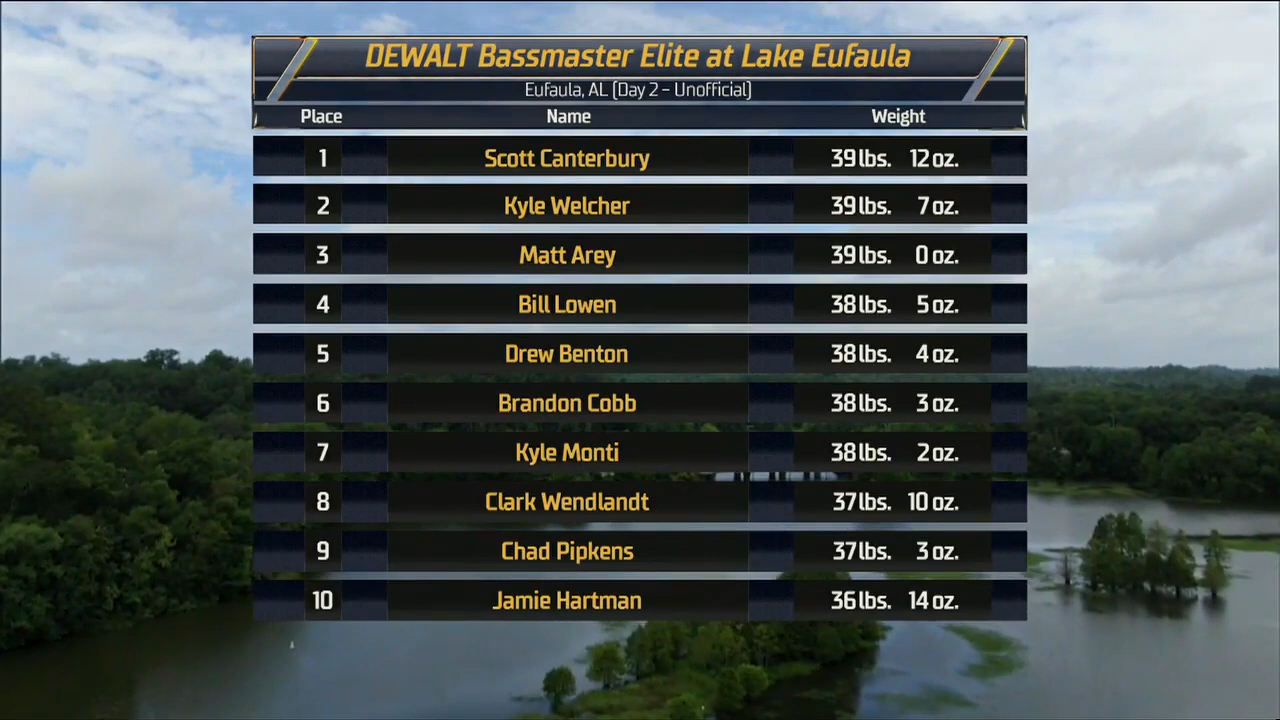 DEWALT Bassmaster Elite at Lake Eufaula
Eufaula, AL (Day 2 - Unofficial)
Place Name Weight
1 Scott Canterbury 39 lbs. 12 oz.
2 Kyle Welcher 39 lbs. 7 oz.
3 Matt Arey 39 lbs. 0 oz.
4 Bill Lowen 38 lbs. 5 oz.
5 Drew Benton 38 lbs. 4 oz.
6 Brandon Cobb 38 lbs. 3 oz.
7 Kyle Monti 38 lbs. 2 oz.
8 Clark Wendlandt 37 lbs. 10 oz.
9 Chad Pipkens 37 lbs. 3 oz.
10 Jamie Hartman 36 lbs. 14 oz.